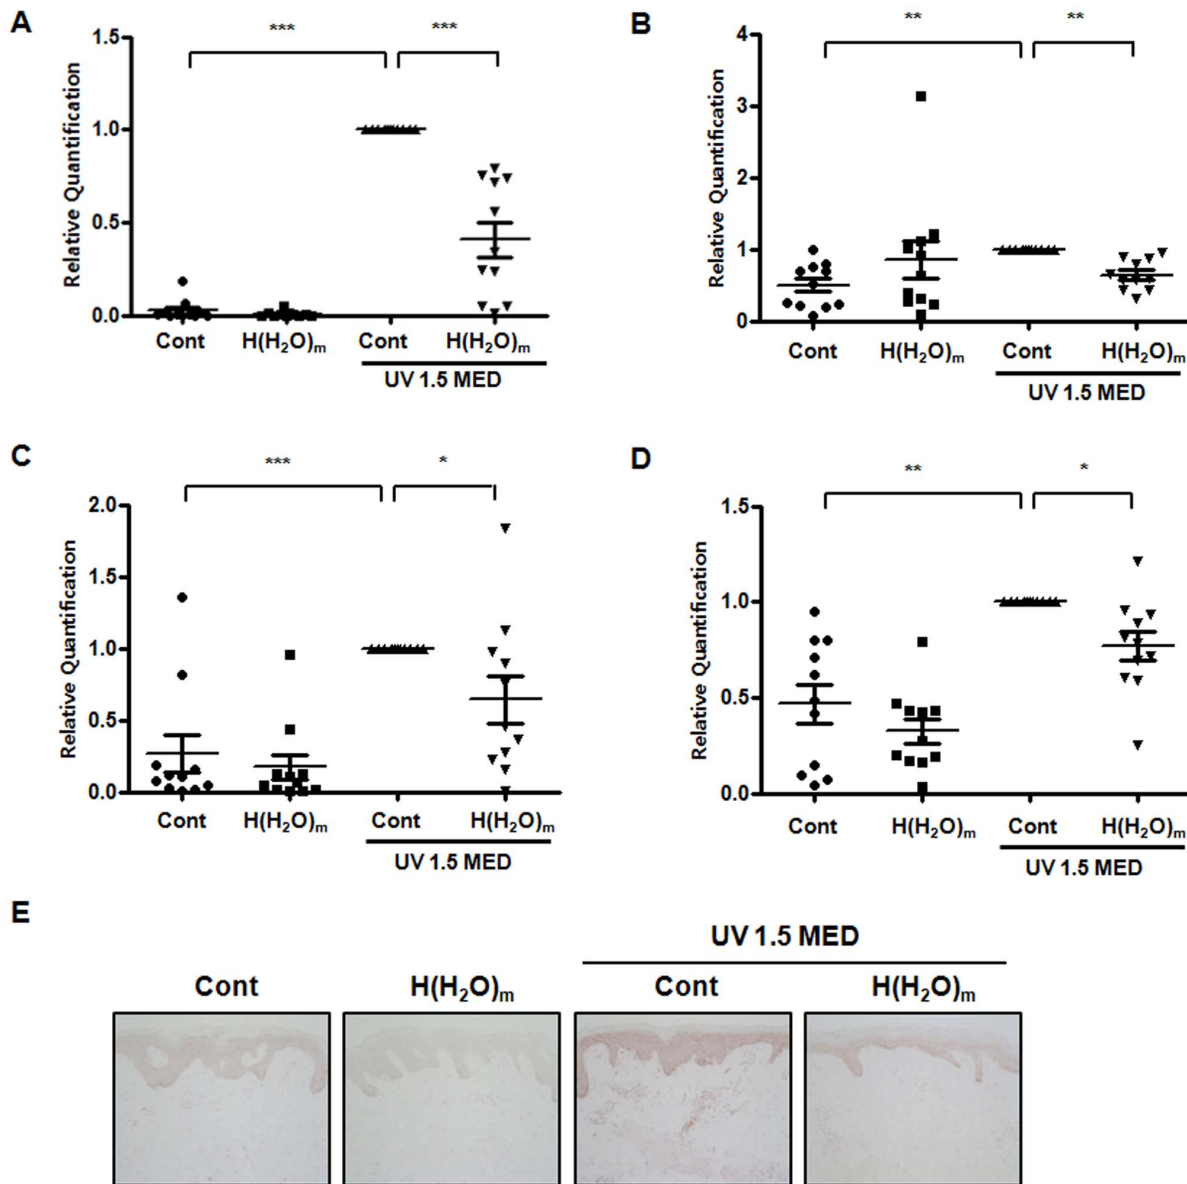 A
***
***
1.5
1.0
0.5
0.0
Relative Quantification
Cont
H(H₂O)ₘ
Cont
H(H₂O)ₘ
UV 1.5 MED
B
**
**
4
3
2
1
0
Relative Quantification
Cont
H(H₂O)ₘ
Cont
H(H₂O)ₘ
UV 1.5 MED
C
***
*
2.0
1.5
1.0
0.5
0.0
Relative Quantification
Cont
H(H₂O)ₘ
Cont
H(H₂O)ₘ
UV 1.5 MED
D
**
*
1.5
1.0
0.5
0.0
Relative Quantification
Cont
H(H₂O)ₘ
Cont
H(H₂O)ₘ
UV 1.5 MED
E
UV 1.5 MED
Cont
H(H₂O)ₘ
Cont
H(H₂O)ₘ